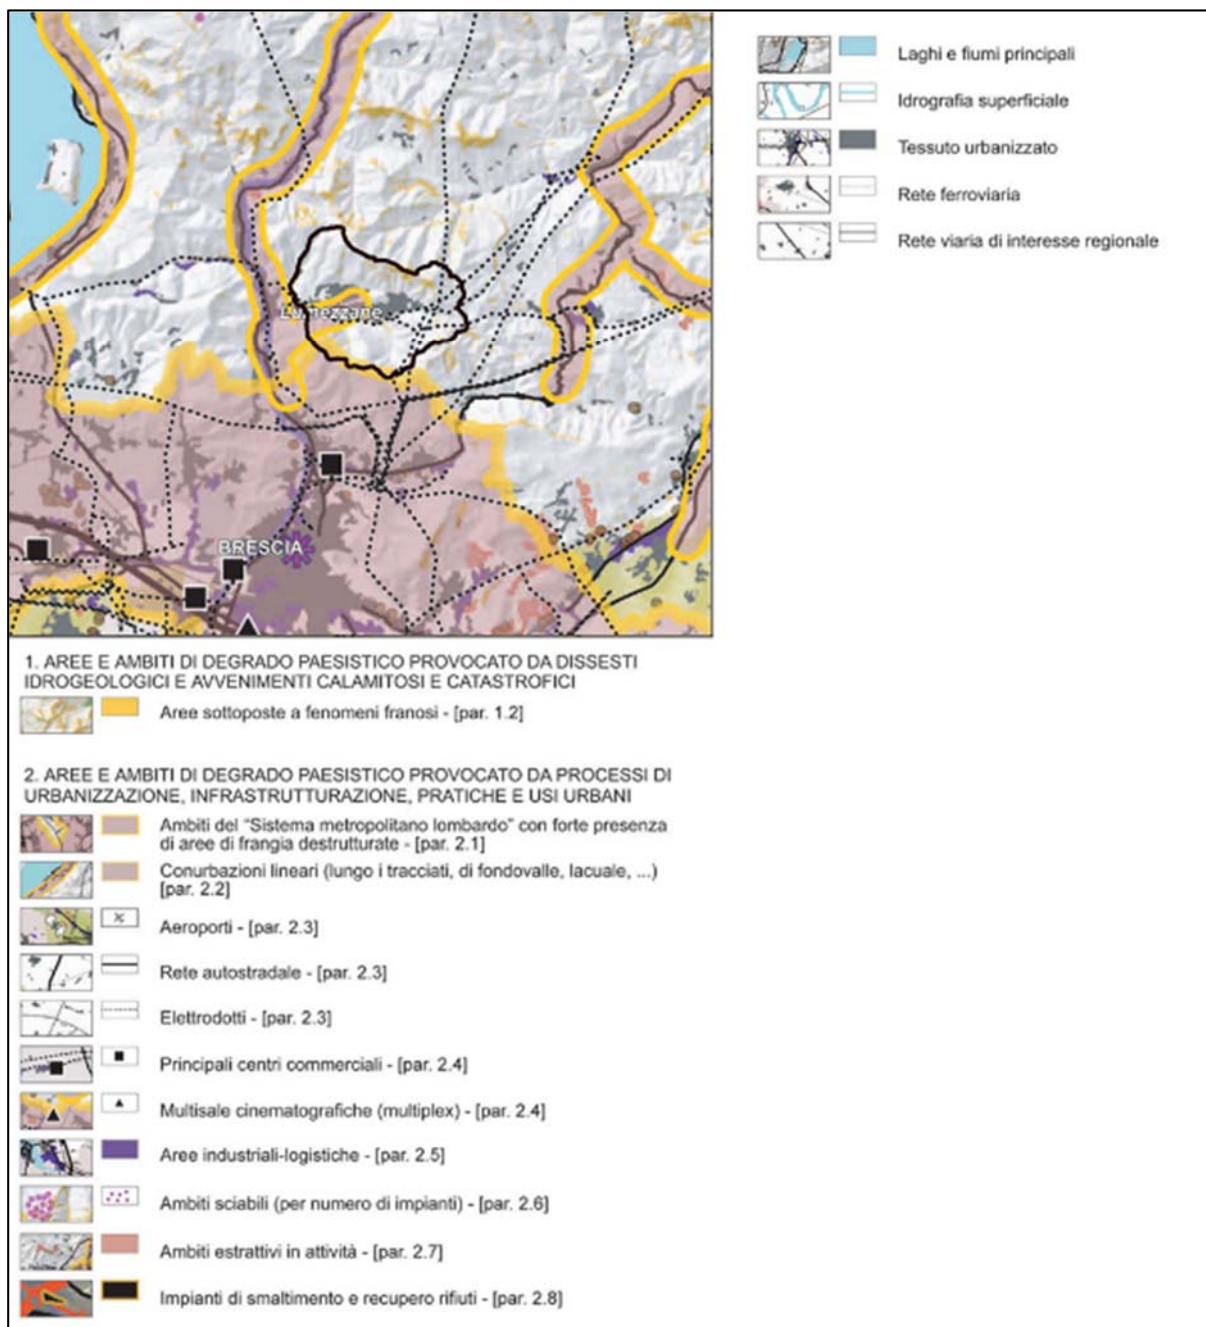 Lumezzane
BRESCIA
Laghi e fiumi principali
Idrografia superficiale
Tessuto urbanizzato
Rete ferroviaria
Rete viaria di interesse regionale
1. AREE E AMBITI DI DEGRADO PAESISTICO PROVOCATO DA DISSESTI
IDROGEOLOGICI E AVVENIMENTI CALAMITOSI E CATASTROFICI
Aree sottoposte a fenomeni franosi - [par. 1.2]
2. AREE E AMBITI DI DEGRADO PAESISTICO PROVOCATO DA PROCESSI DI
URBANIZZAZIONE, INFRASTRUTTURAZIONE, PRATICHE E USI URBANI
Ambiti del "Sistema metropolitano lombardo" con forte presenza
di aree di frangia destrutturate - [par. 2.1]
Conurbazioni lineari (lungo i tracciati, di fondovalle, lacuale, ...)
[par. 2.2]
Aeroporti - [par. 2.3]
Rete autostradale - [par. 2.3]
Elettrodotti - [par. 2.3]
Principali centri commerciali - [par. 2.4]
Multisale cinematografiche (multiplex) - [par. 2.4]
Aree industriali-logistiche - [par. 2.5]
Ambiti sciabili (per numero di impianti) - [par. 2.6]
Ambiti estrattivi in attività - [par. 2.7]
Impianti di smaltimento e recupero rifiuti - [par. 2.8]